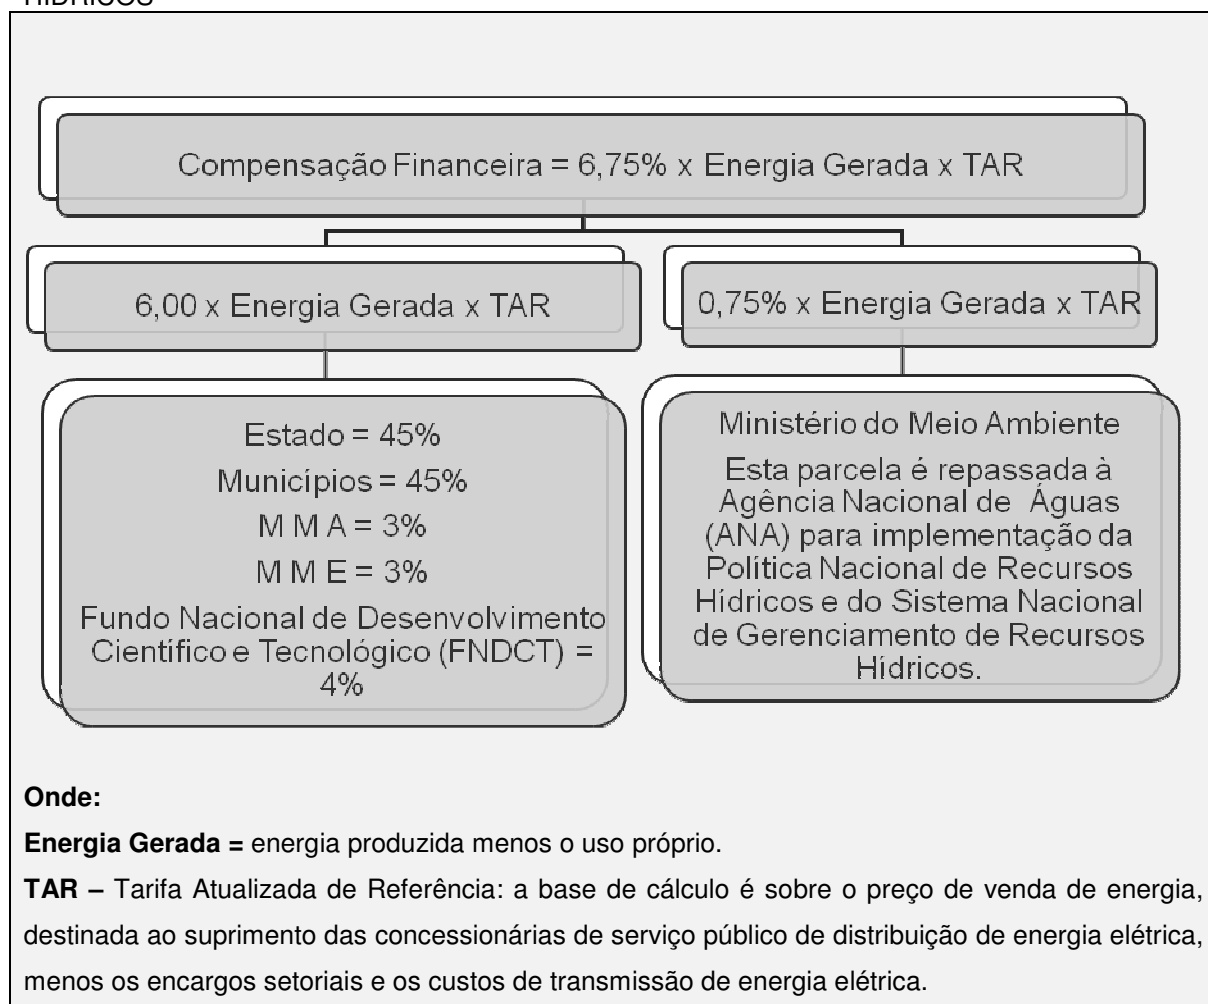 HÍDRICOS
Compensação Financeira = 6,75% x Energia Gerada x TAR
6,00 x Energia Gerada x TAR
0,75% x Energia Gerada x TAR
Estado = 45%
Municípios = 45%
M M A = 3%
M M E = 3%
Fundo Nacional de Desenvolvimento
Científico e Tecnológico (FNDCT) =
4%
Ministério do Meio Ambiente
Esta parcela é repassada à
Agência Nacional de Águas
(ANA) para implementação da
Política Nacional de Recursos
Hídricos e do Sistema Nacional
de Gerenciamento de Recursos
Hídricos.
Onde:
Energia Gerada = energia produzida menos o uso próprio.
TAR – Tarifa Atualizada de Referência: a base de cálculo é sobre o preço de venda de energia,
destinada ao suprimento das concessionárias de serviço público de distribuição de energia elétrica,
menos os encargos setoriais e os custos de transmissão de energia elétrica.